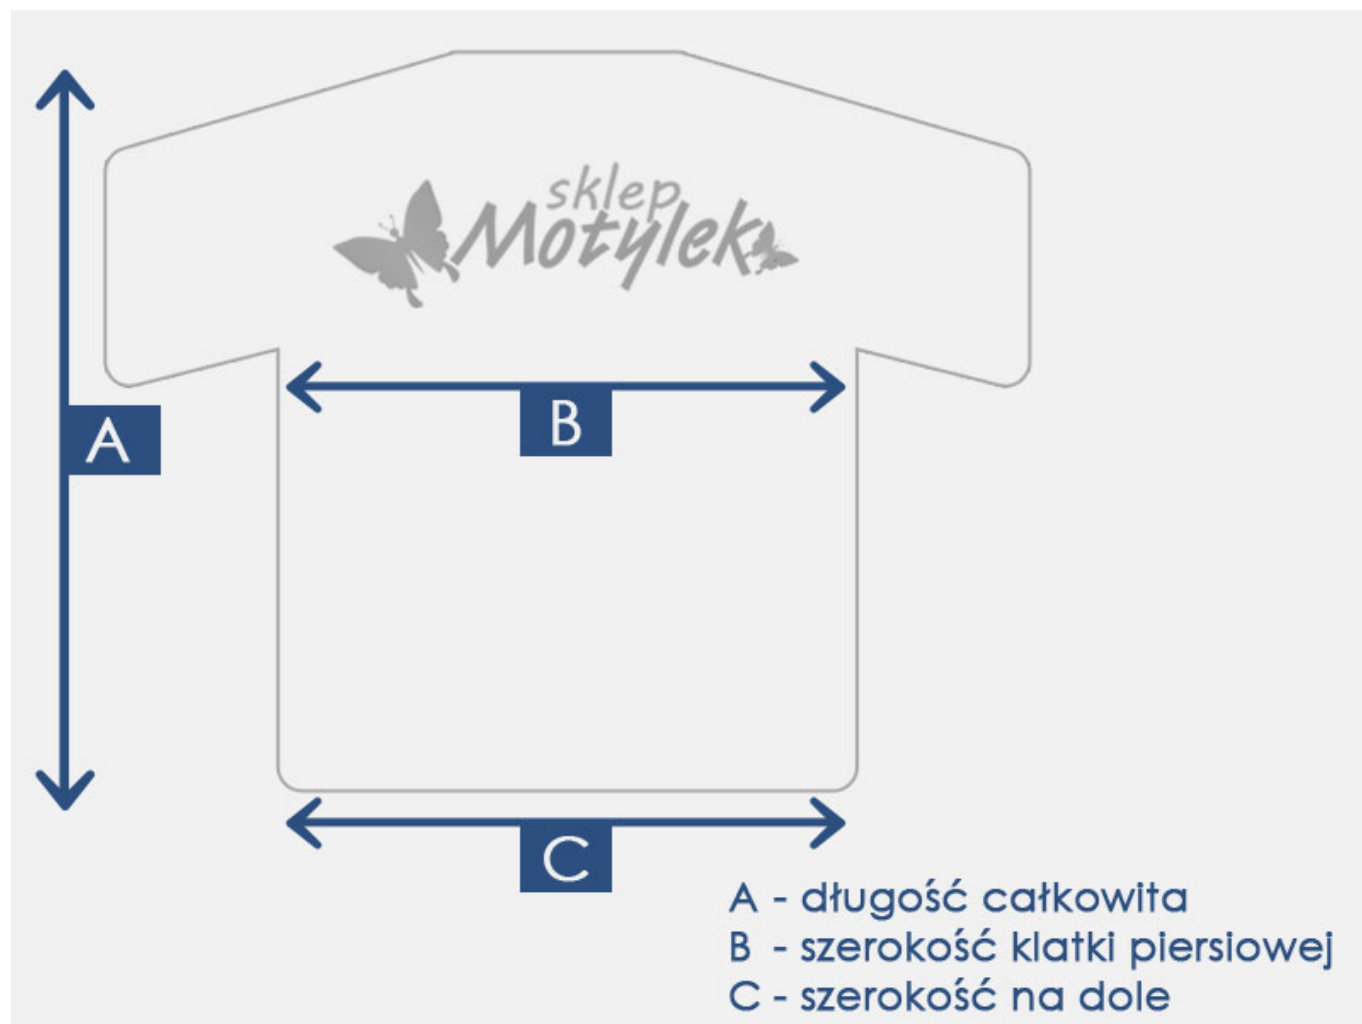 sklep
Motylek
A
B
C
A - długość całkowita
B - szerokość klatki piersiowej
C - szerokość na dole